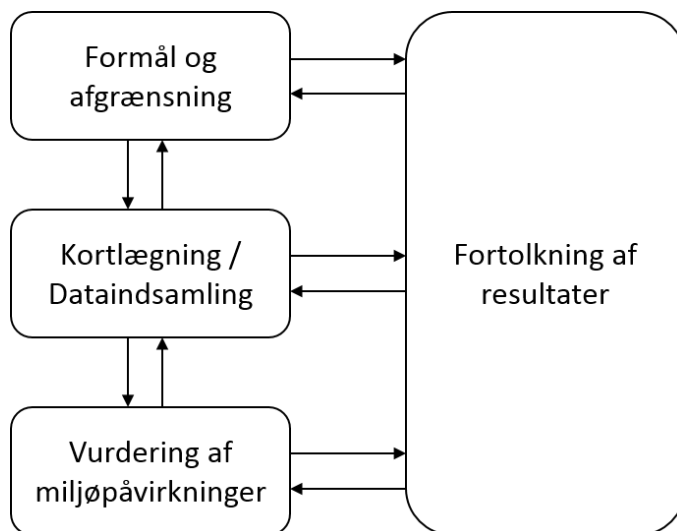 Formål og
afgrænsning
Kortlægning /
Dataindsamling
Vurdering af
miljøpåvirkninger
Fortolkning af
resultater